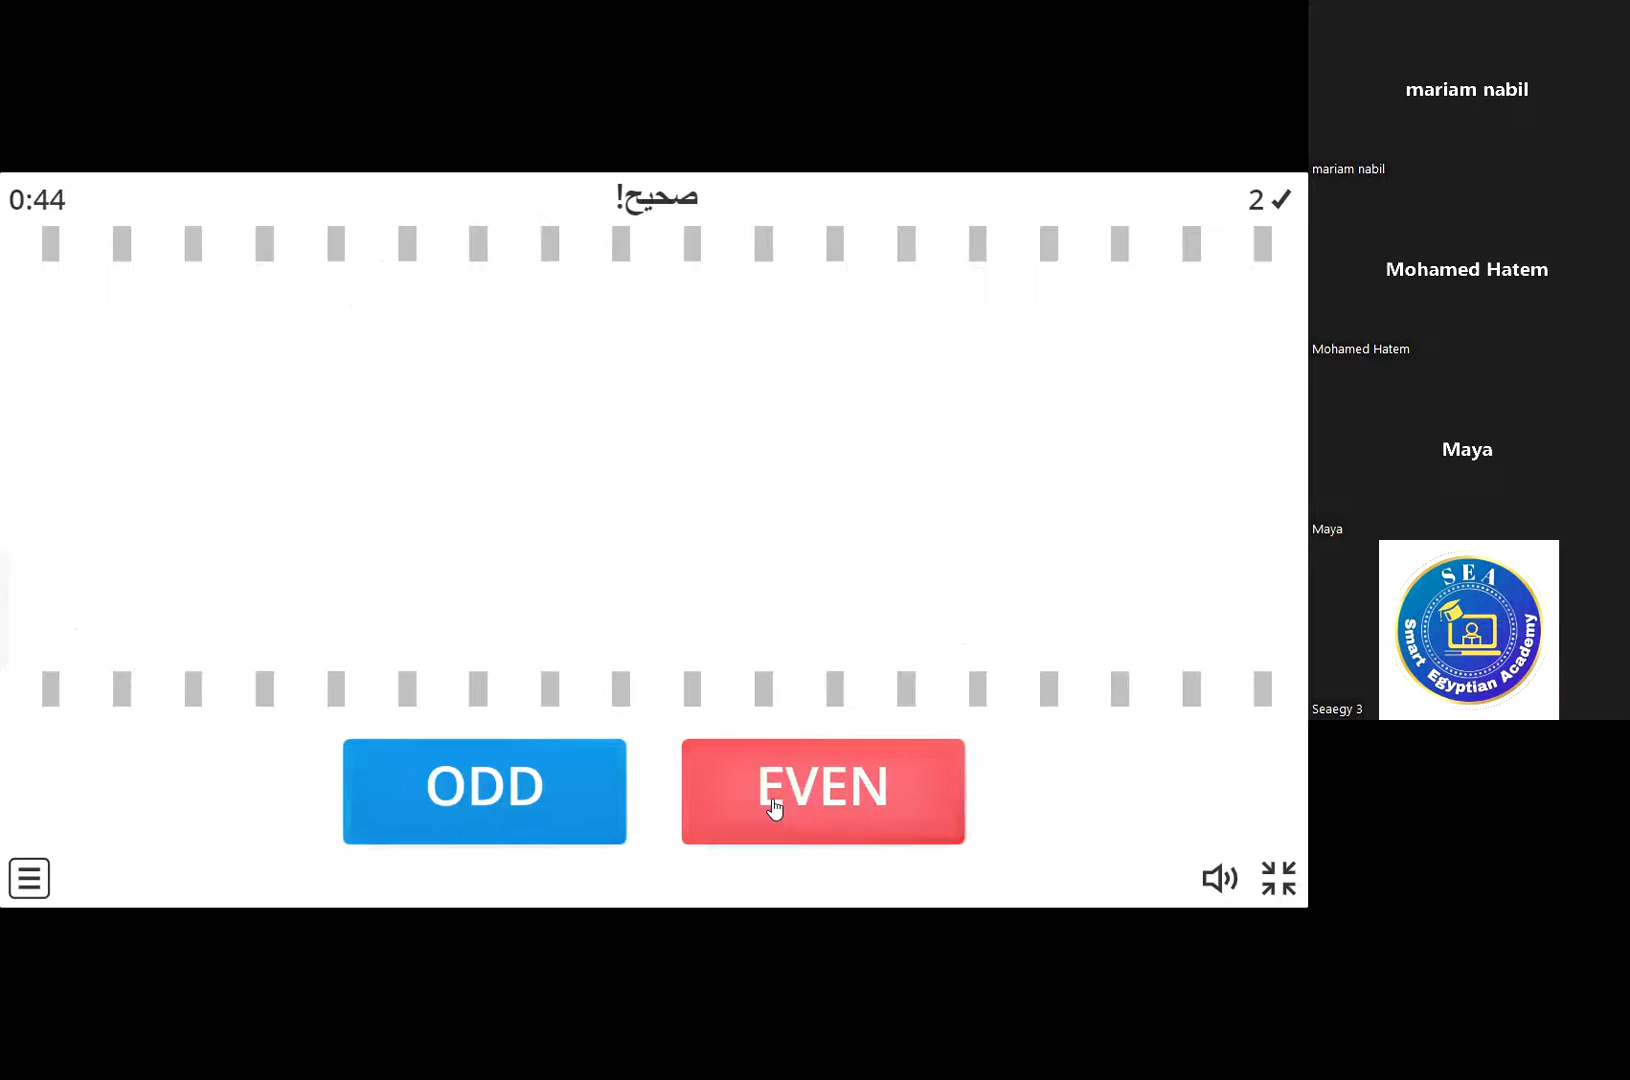 0:44
صحيح!
2
ODD
EVEN
mariam nabil
mariam nabil
Mohamed Hatem
Mohamed Hatem
Maya
Maya
SEA
Smart Egyptian Academy
Seaegy 3